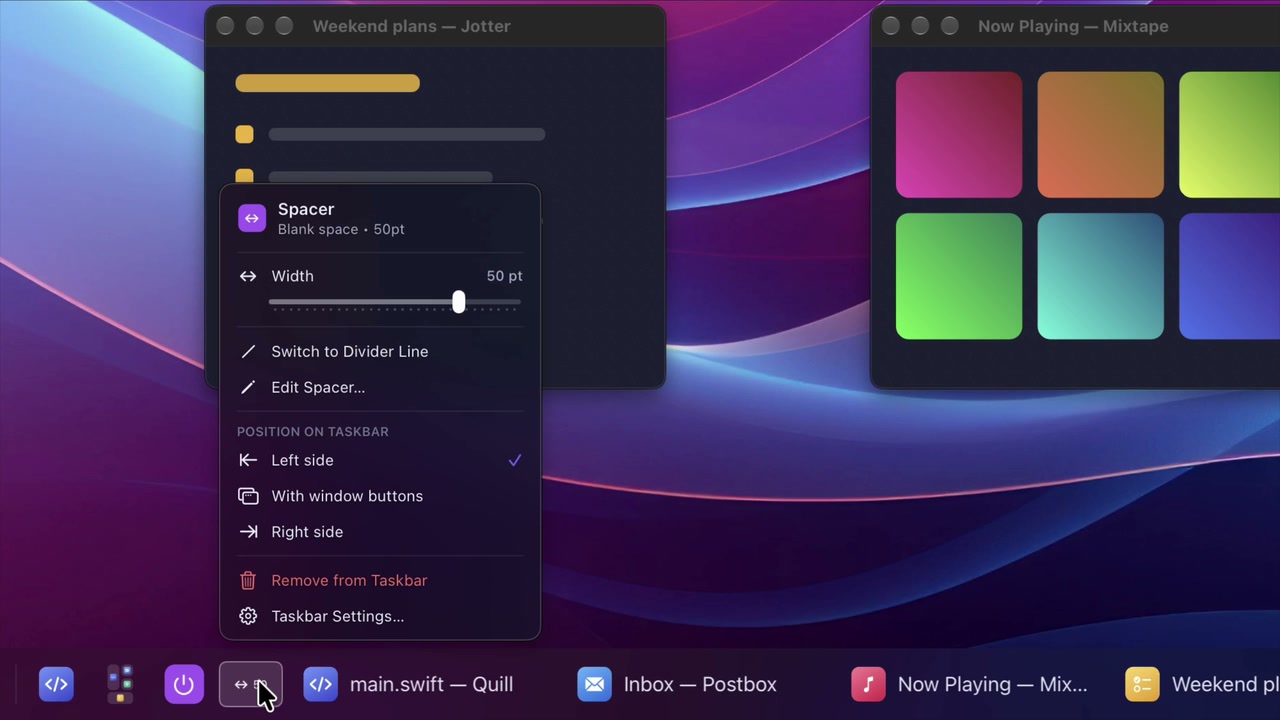 Weekend plans — Jotter
Now Playing — Mixtape
Spacer
Blank space • 50pt
Width
50 pt
Switch to Divider Line
Edit Spacer...
POSITION ON TASKBAR
Left side
With window buttons
Right side
Remove from Taskbar
Taskbar Settings...
main.swift — Quill
Inbox — Postbox
Now Playing — Mix...
Weekend pl